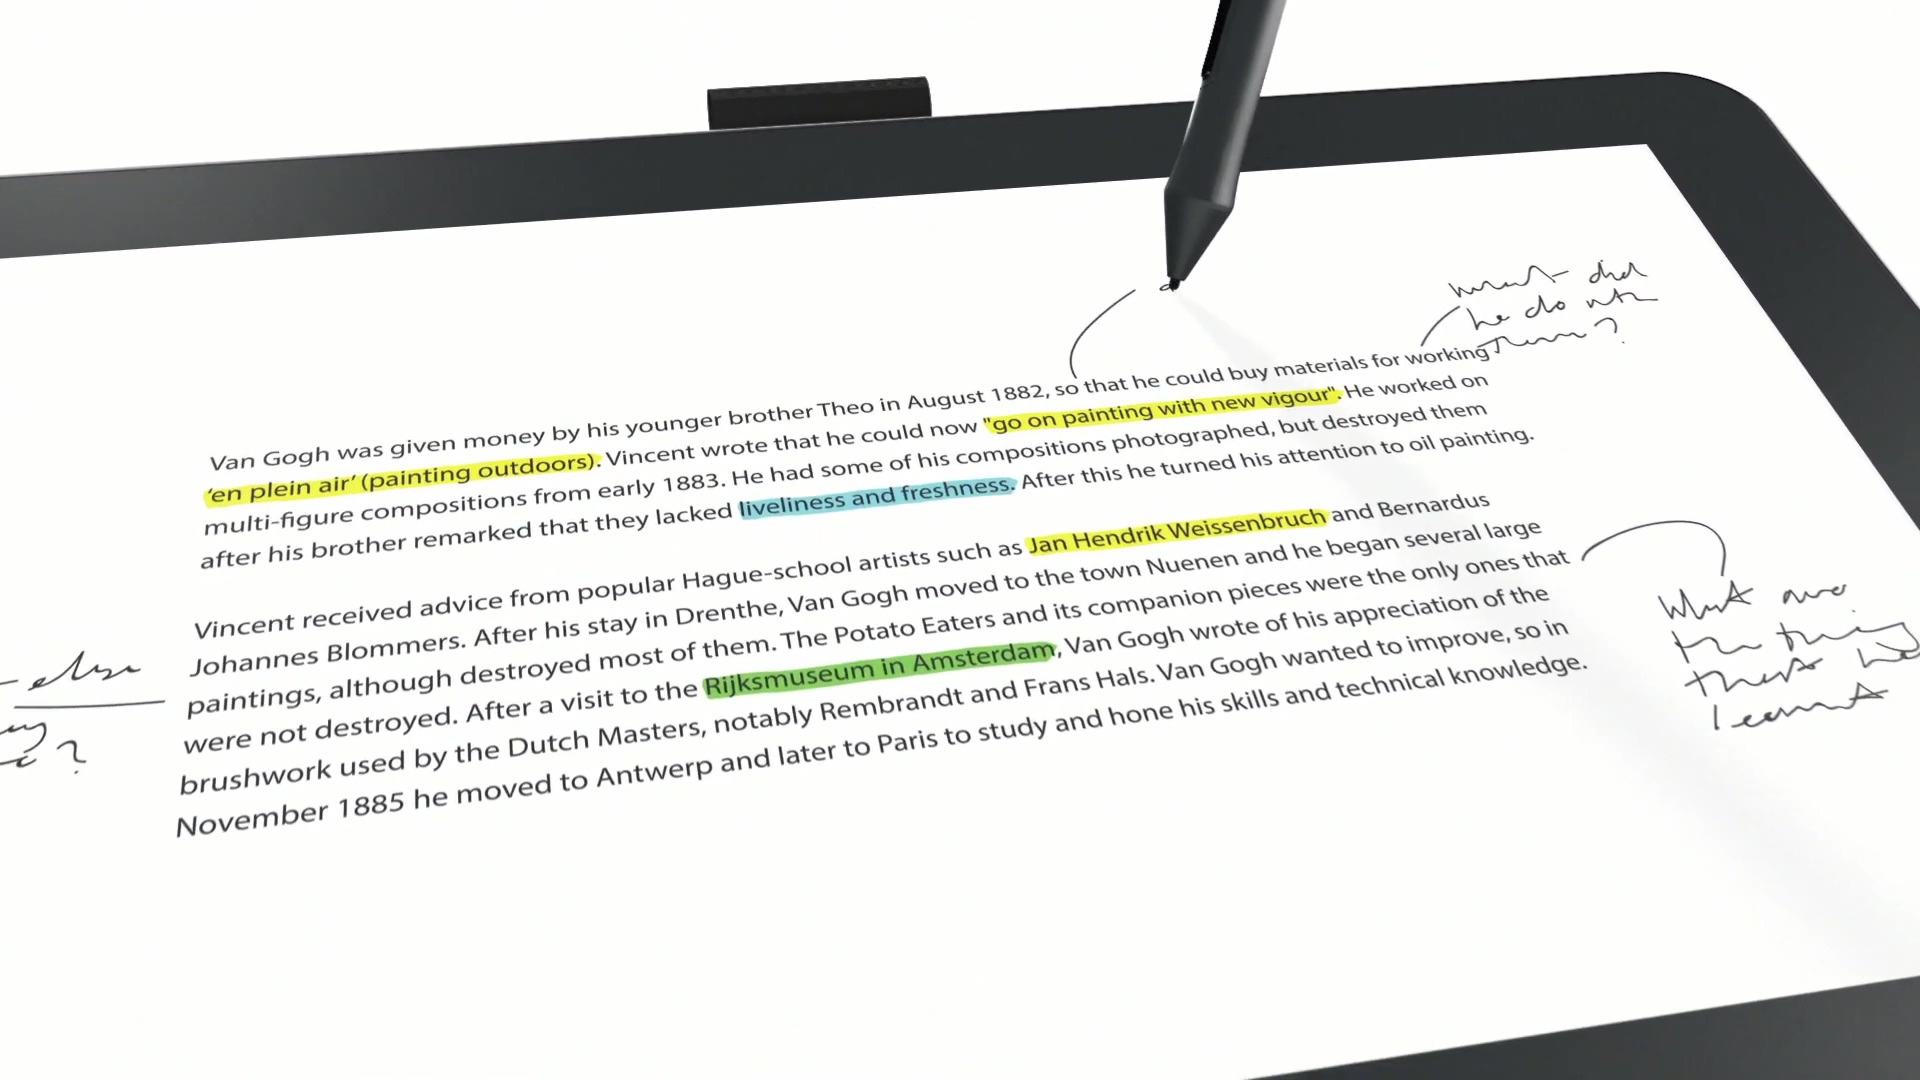 what did
he do with
them?
Van Gogh was given money by his younger brother Theo in August 1882, so that he could buy materials for working
'en plein air' (painting outdoors). Vincent wrote that he could now "go on painting with new vigour". He worked on
multi-figure compositions from early 1883. He had some of his compositions photographed, but destroyed them
after his brother remarked that they lacked liveliness and freshness. After this he turned his attention to oil painting.
Vincent received advice from popular Hague-school artists such as Jan Hendrik Weissenbruch and Bernardus
Johannes Blommers. After his stay in Drenthe, Van Gogh moved to the town Nuenen and he began several large
paintings, although destroyed most of them. The Potato Eaters and its companion pieces were the only ones that
were not destroyed. After a visit to the Rijksmuseum in Amsterdam, Van Gogh wrote of his appreciation of the
brushwork used by the Dutch Masters, notably Rembrandt and Frans Hals. Van Gogh wanted to improve, so in
November 1885 he moved to Antwerp and later to Paris to study and hone his skills and technical knowledge.
What are
the things
that he
learnt
else
?